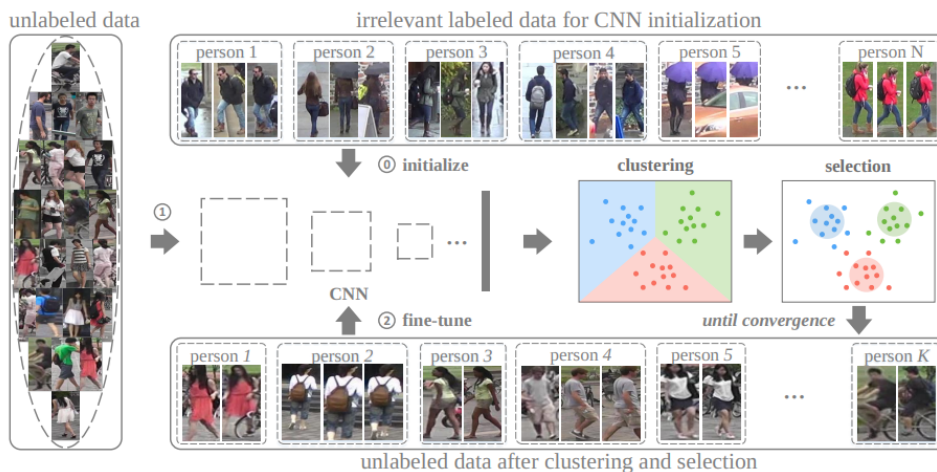 unlabeled data
irrelevant labeled data for CNN initialization
person 1
person 2
person 3
person 4
person 5
...
person N
⓪ initialize
clustering
selection
①
...
CNN
② fine-tune
until convergence
person 1
person 2
person 3
person 4
person 5
...
person K
unlabeled data after clustering and selection